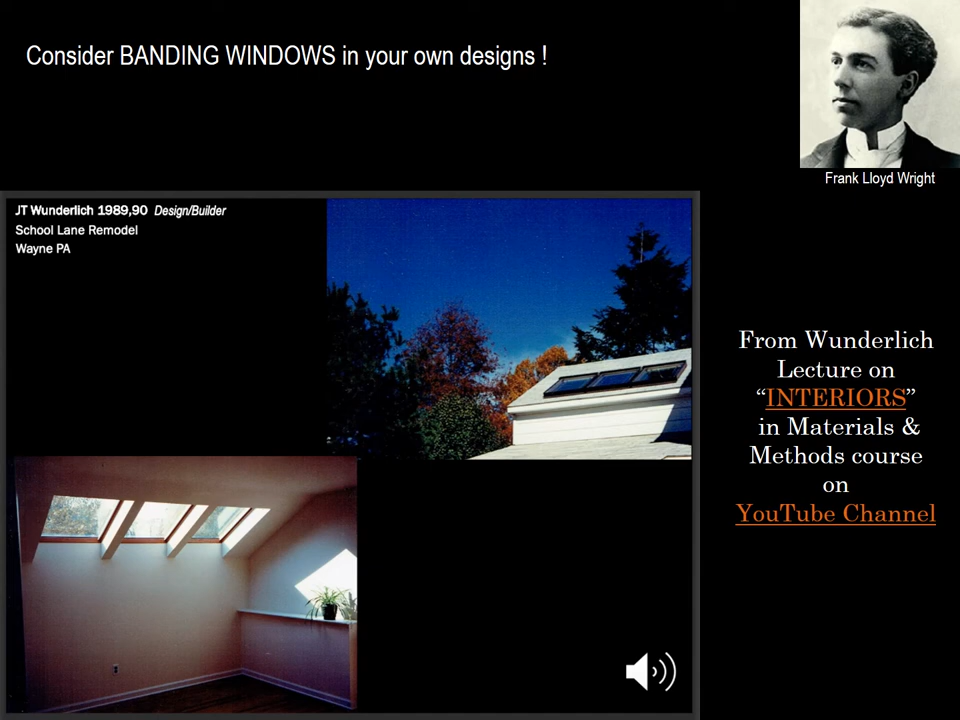 Consider BANDING WINDOWS in your own designs !
Frank Lloyd Wright
JT Wunderlich 1989,90 Design/Builder
School Lane Remodel
Wayne PA
From Wunderlich
Lecture on
“INTERIORS”
in Materials &
Methods course
on
YouTube Channel